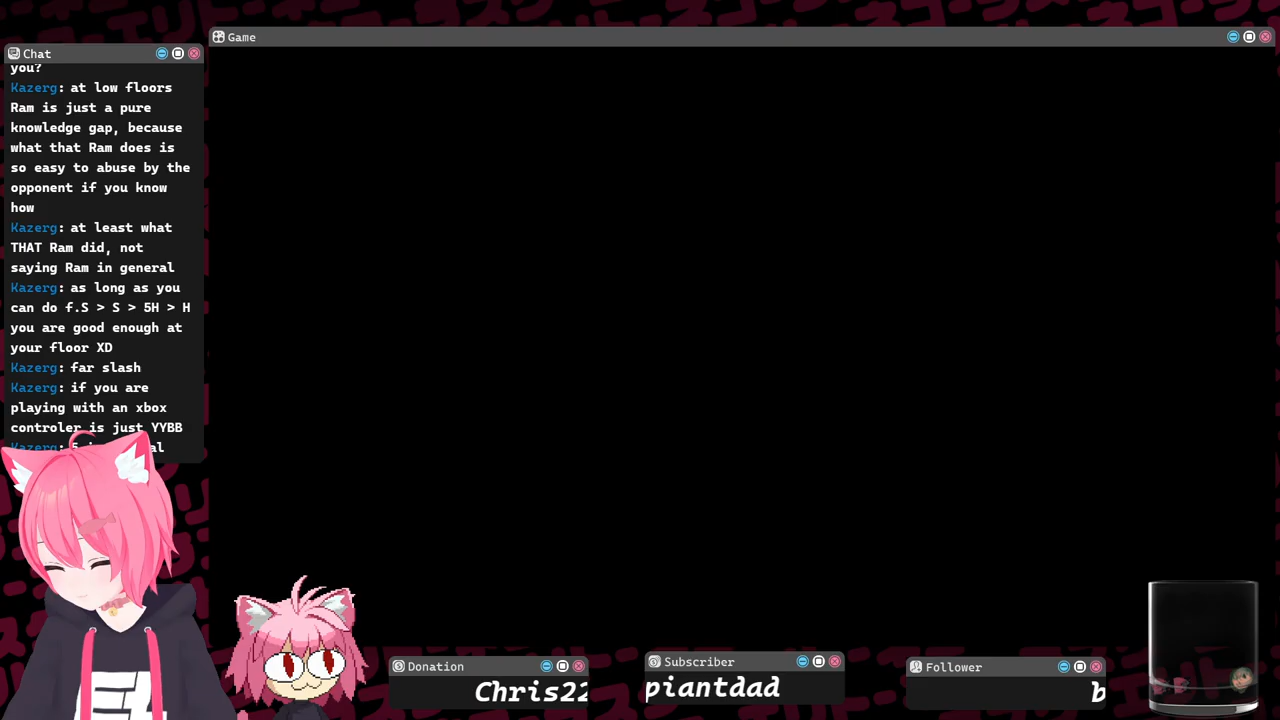 Game
Chat
you?
Kazerg: at low floors
Ram is just a pure
knowledge gap, because
what that Ram does is
so easy to abuse by the
opponent if you know
how
Kazerg: at least what
THAT Ram did, not
saying Ram in general
Kazerg: as long as you
can do f.S > S > 5H > H
you are good enough at
your floor XD
Kazerg: far slash
Kazerg: if you are
playing with an xbox
controler is just YYBB
Kazerg:
Donation
Chris22
Subscriber
piantdad
Follower
b